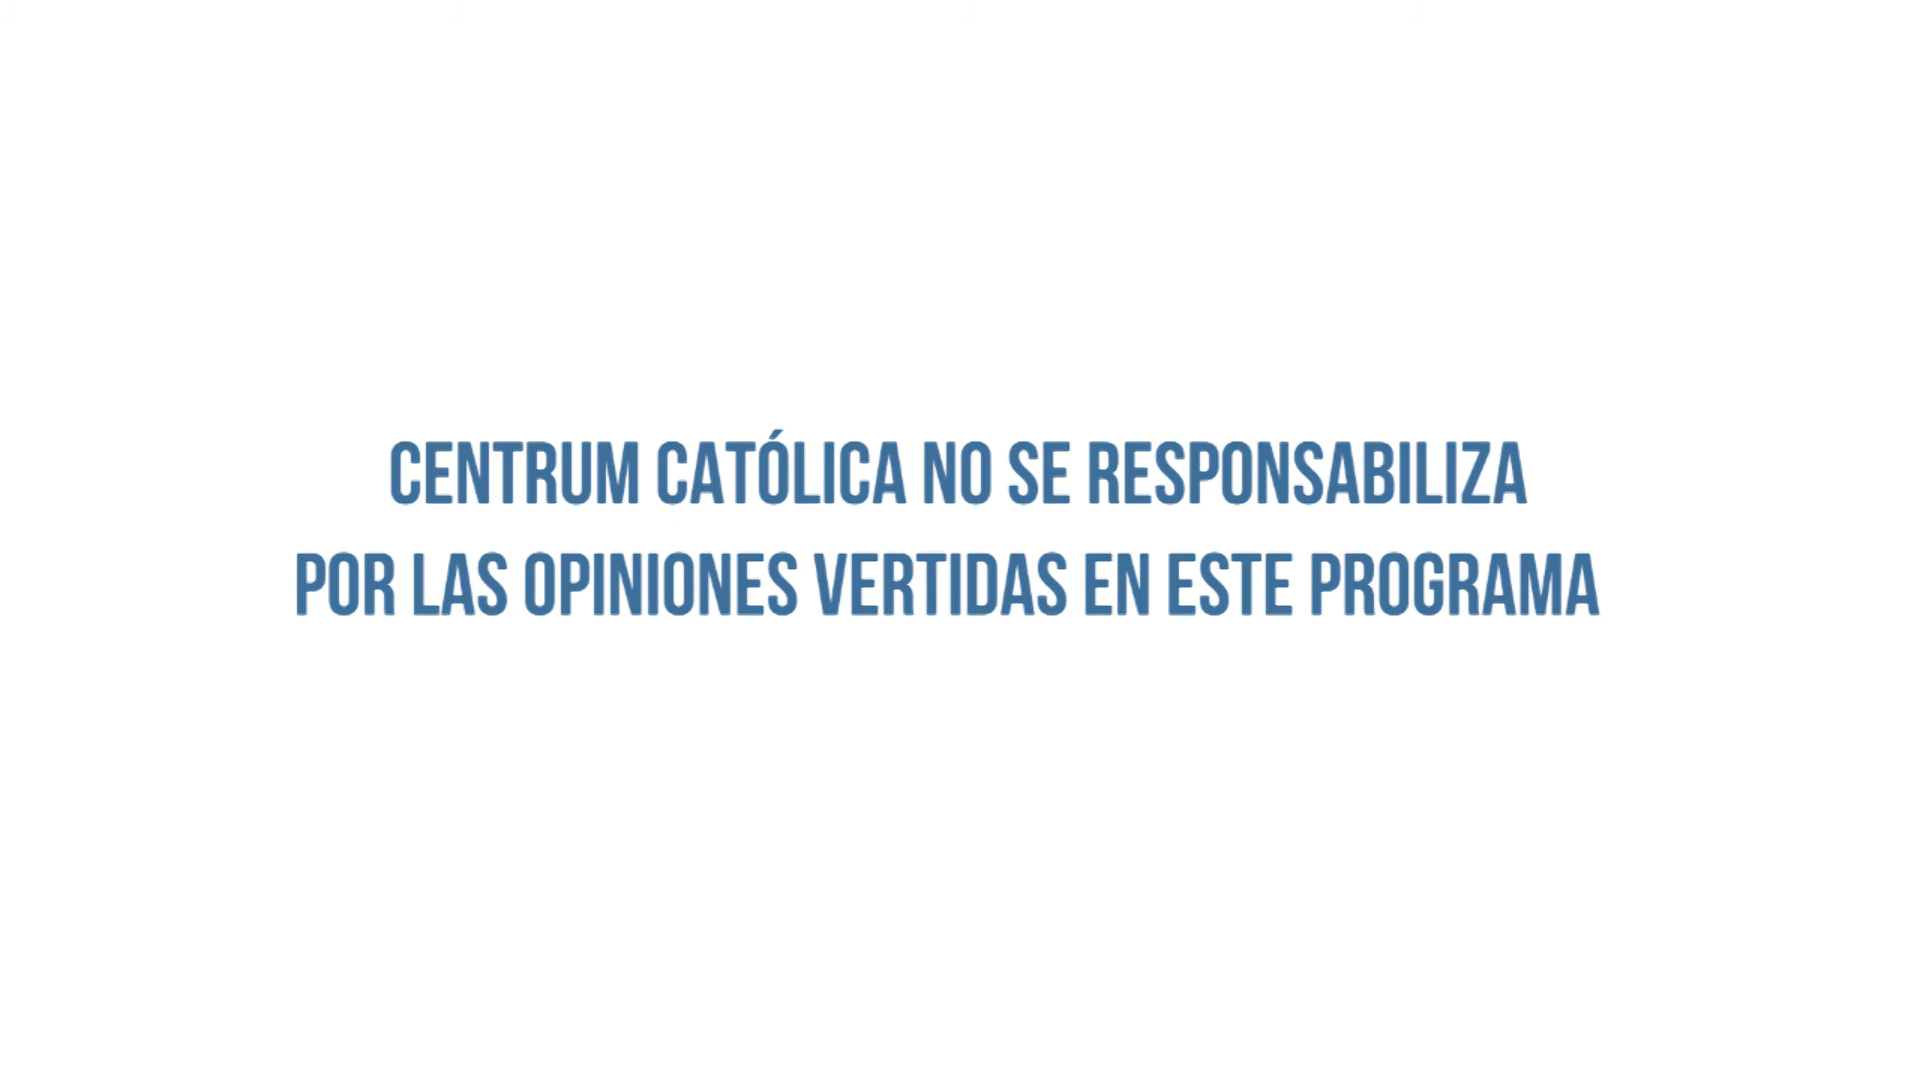 CENTRUM CATÓLICA NO SE RESPONSABILIZA
POR LAS OPINIONES VERTIDAS EN ESTE PROGRAMA